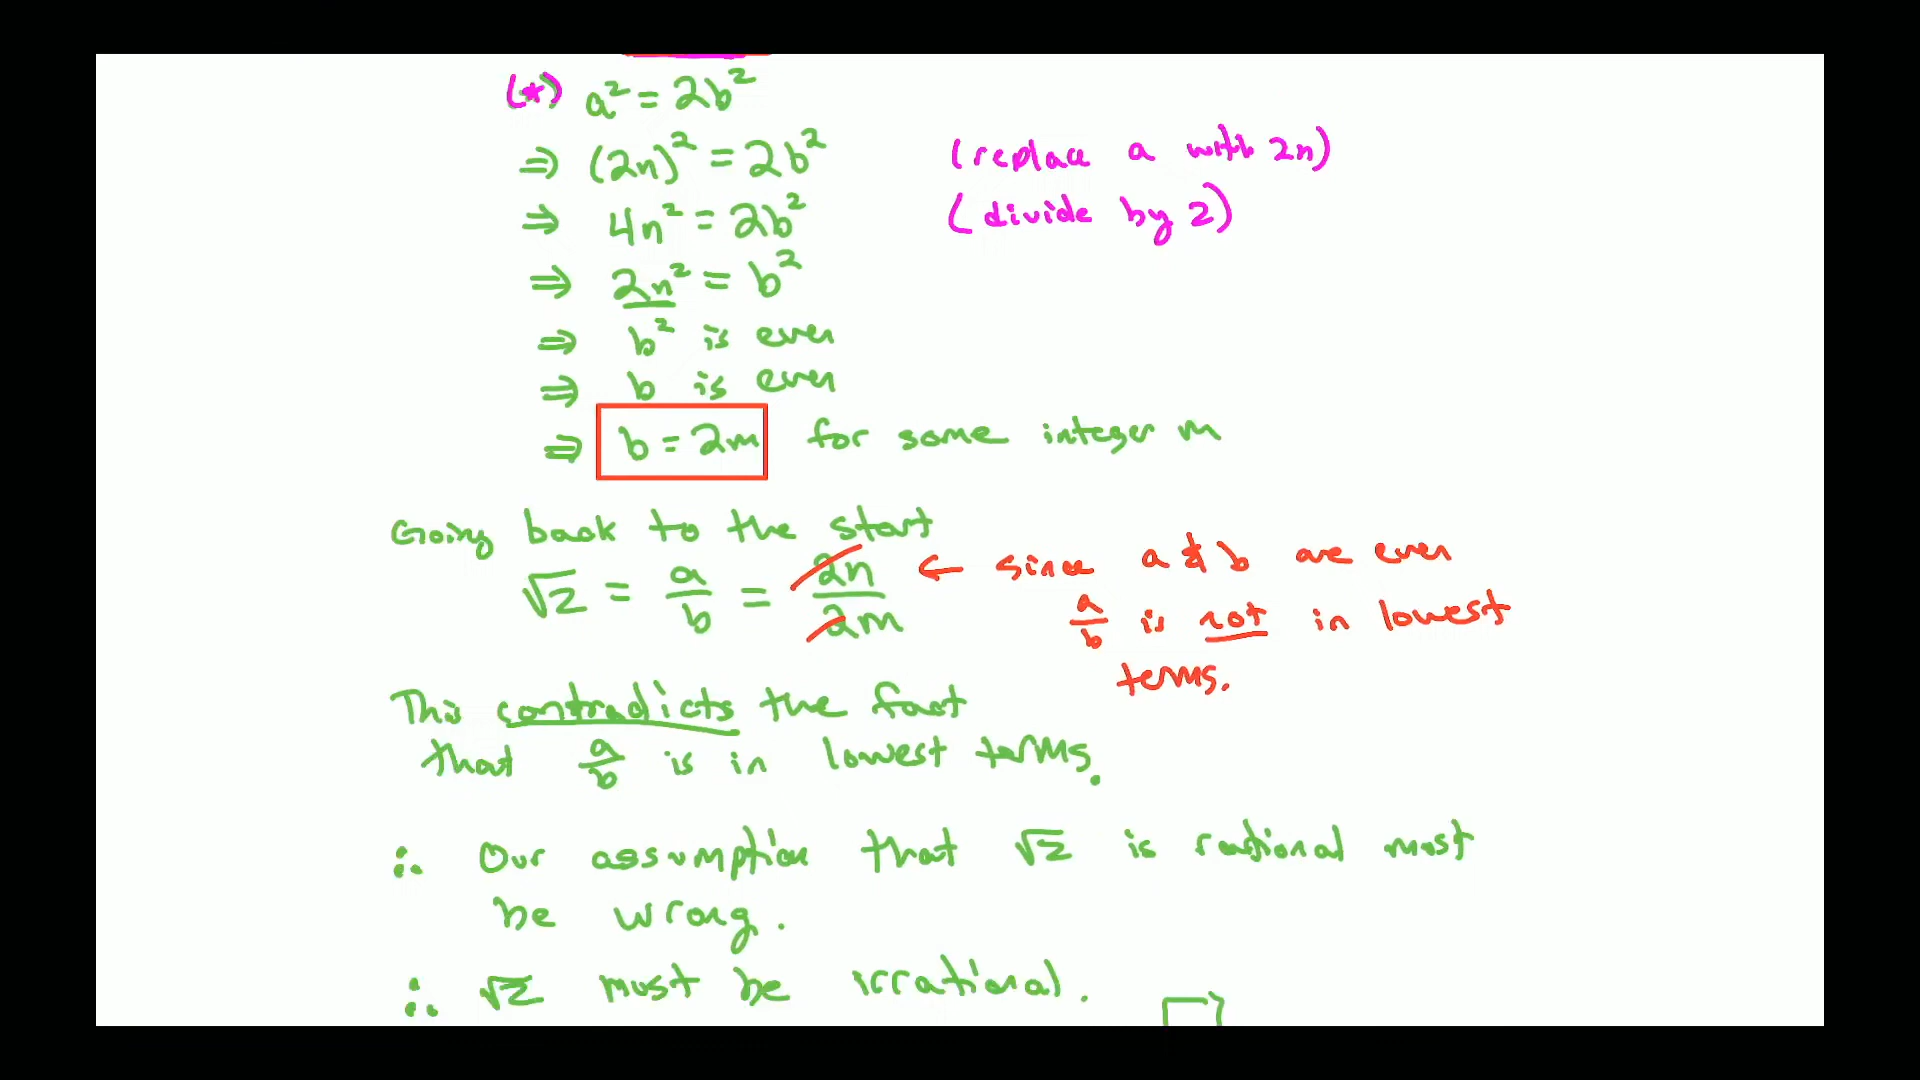 (*) a² = 2b²
⇒ (2n)² = 2b² (replace a with 2n)
⇒ 4n² = 2b² (divide by 2)
⇒ 2n² = b²
⇒ b² is even
⇒ b is even
⇒ b = 2m for some integer m
Going back to the start
√2 = a/b = 2n/2m ← since a & b are even
a/b is not in lowest
terms.
This contradicts the fact
that a/b is in lowest terms.
∴ Our assumption that √2 is rational must
be wrong.
∴ √2 must be irrational.